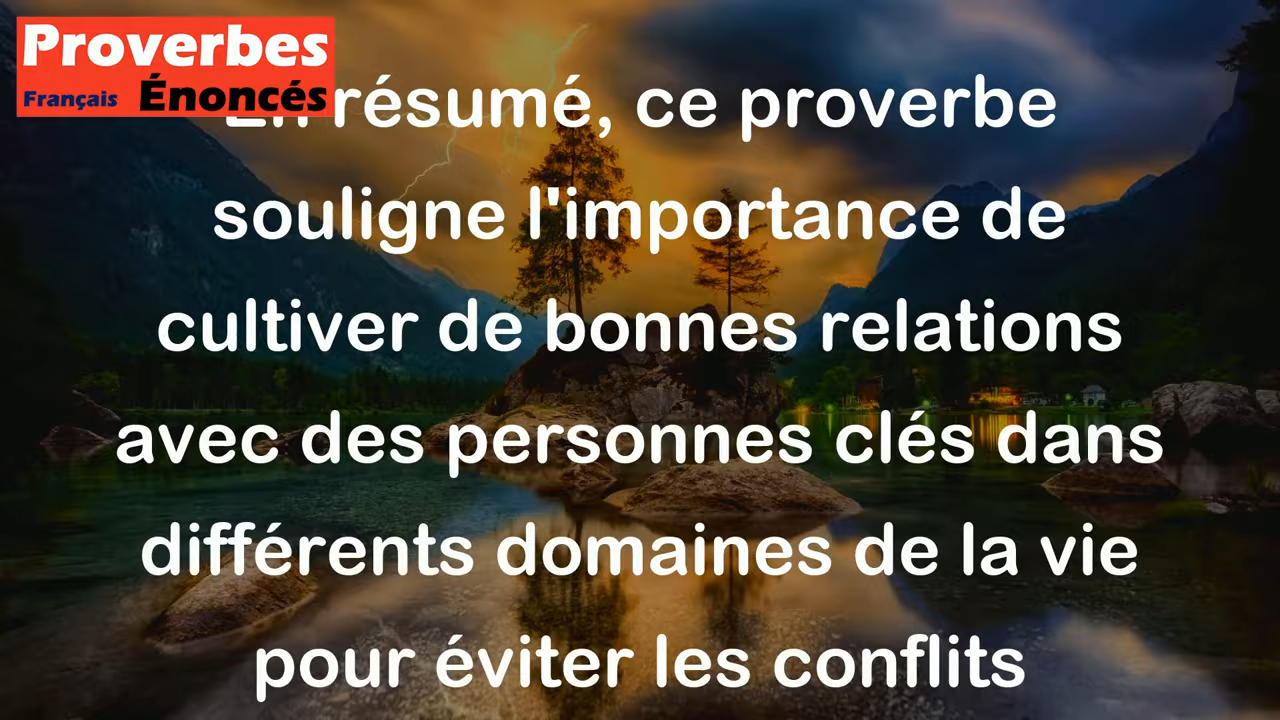 Proverbes
Français Énoncés
En résumé, ce proverbe
souligne l'importance de
cultiver de bonnes relations
avec des personnes clés dans
différents domaines de la vie
pour éviter les conflits